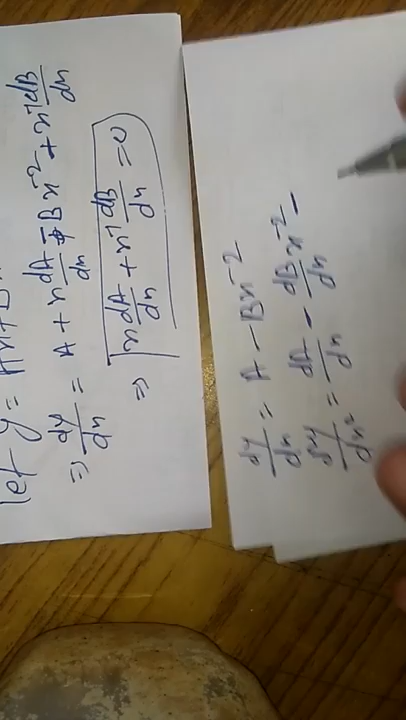 let y = Ax + B
⇒ dy/dx = A + x dA/dx - Bx^-2 + x^-1 dB/dx
⇒ x dA/dx + x^-1 dB/dx = 0
dy/dx = A - Bx^-2
d²y/dx² = dA/dx - dB/dx x^-2 -